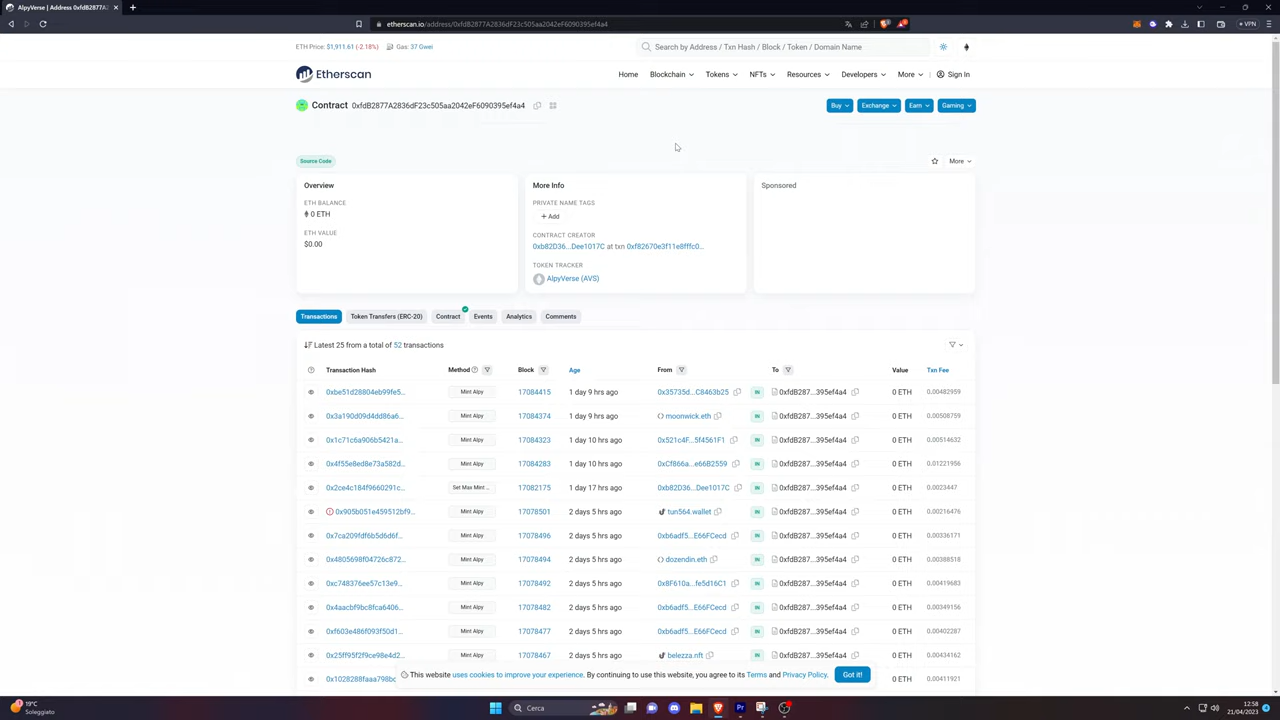 AlpyVerse | Address 0xfdB2877A2
etherscan.io/address/0xfdB2877A2836dF23c505aa2042eF6090395ef4a4
VPN
ETH Price: $1,911.61 (-2.18%) Gas: 37 Gwei
Search by Address / Txn Hash / Block / Token / Domain Name
Etherscan
Home Blockchain Tokens NFTs Resources Developers More Sign In
Contract 0xfdB2877A2836dF23c505aa2042eF6090395ef4a4
Buy Exchange Earn Gaming
Source Code
More
Overview
ETH BALANCE
0 ETH
ETH VALUE
$0.00
More Info
PRIVATE NAME TAGS
+ Add
CONTRACT CREATOR
0xb82D36...Dee1017C at txn 0xf82670e3f11e8fffc0...
TOKEN TRACKER
AlpyVerse (AVS)
Sponsored
Transactions Token Transfers (ERC-20) Contract Events Analytics Comments
Latest 25 from a total of 52 transactions
Transaction Hash Method Block Age From To Value Txn Fee
0xbe51d28804eb99fe5... Mint Alpy 17084415 1 day 9 hrs ago 0x35735d...C8463b25 IN 0xfdB287...395ef4a4 0 ETH 0.00482959
0x3a190d09d4dd86a6... Mint Alpy 17084374 1 day 9 hrs ago moonwick.eth IN 0xfdB287...395ef4a4 0 ETH 0.00508759
0x1c71c6a906b5421a... Mint Alpy 17084323 1 day 10 hrs ago 0x521c4F...5f4561F1 IN 0xfdB287...395ef4a4 0 ETH 0.00514632
0x4f55e8ed8e73a582d... Mint Alpy 17084283 1 day 10 hrs ago 0xCf866a...e66B2559 IN 0xfdB287...395ef4a4 0 ETH 0.01221956
0x2ce4c184f9660291c... Set Max Mint ... 17082175 1 day 17 hrs ago 0xb82D36...Dee1017C IN 0xfdB287...395ef4a4 0 ETH 0.0023447
0x905b051e459512bf9... Mint Alpy 17078501 2 days 5 hrs ago tun564.wallet IN 0xfdB287...395ef4a4 0 ETH 0.00216476
0x7ca209fdf6b5d6d6f... Mint Alpy 17078496 2 days 5 hrs ago 0xb6adf5...E66FCecd IN 0xfdB287...395ef4a4 0 ETH 0.00336171
0x4805698f04726c872... Mint Alpy 17078494 2 days 5 hrs ago dozendin.eth IN 0xfdB287...395ef4a4 0 ETH 0.00388518
0xc748376ee57c13e9... Mint Alpy 17078492 2 days 5 hrs ago 0x8F610a...fe5d16C1 IN 0xfdB287...395ef4a4 0 ETH 0.00419683
0x4aacbf9bc8fca6406... Mint Alpy 17078482 2 days 5 hrs ago 0xb6adf5...E66FCecd IN 0xfdB287...395ef4a4 0 ETH 0.00349156
0xf603e486f093f50d1... Mint Alpy 17078477 2 days 5 hrs ago 0xb6adf5...E66FCecd IN 0xfdB287...395ef4a4 0 ETH 0.00402287
0x25ff95f2f9ce98e4d2... Mint Alpy 17078467 2 days 5 hrs ago belezza.nft IN 0xfdB287...395ef4a4 0 ETH 0.00434162
0x1028288faaa798bc 0.00411921
This website uses cookies to improve your experience. By continuing to use this website, you agree to its Terms and Privacy Policy. Got it!
19°C
Soleggiato
Cerca
12:58
21/04/2023